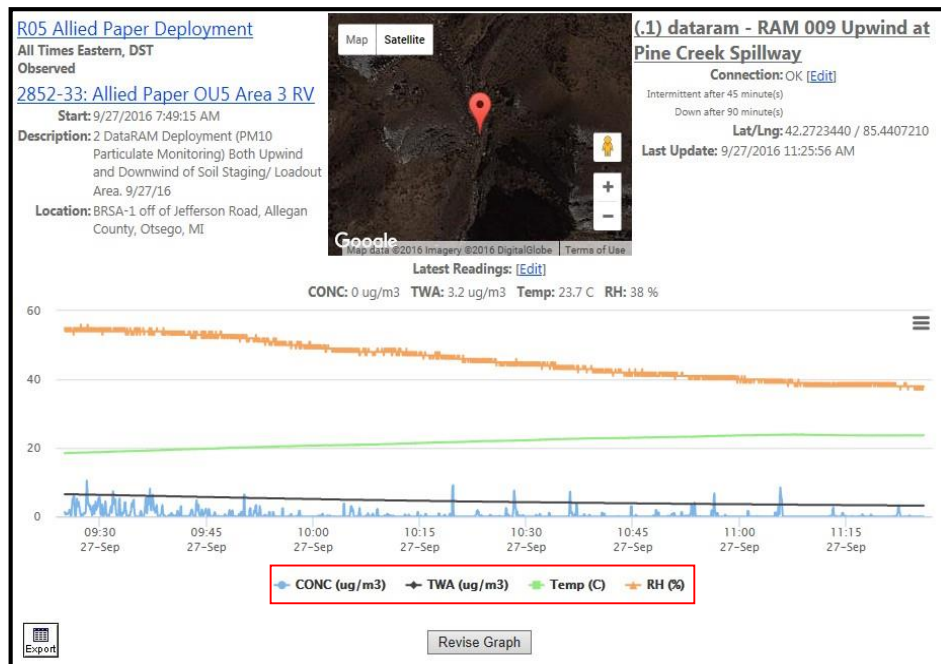 R05 Allied Paper Deployment
All Times Eastern, DST
Observed
2852-33: Allied Paper OU5 Area 3 RV
Start: 9/27/2016 7:49:15 AM
Description: 2 DataRAM Deployment (PM10
Particulate Monitoring) Both Upwind
and Downwind of Soil Staging/ Loadout
Area. 9/27/16
Location: BRSA-1 off of Jefferson Road, Allegan
County, Otsego, MI
Map Satellite
+
−
Google
Map data ©2016 Imagery ©2016 DigitalGlobe Terms of Use
(.1) dataram - RAM 009 Upwind at
Pine Creek Spillway
Connection: OK [Edit]
Intermittent after 45 minute(s)
Down after 90 minute(s)
Lat/Lng: 42.2723440 / 85.4407210
Last Update: 9/27/2016 11:25:56 AM
Latest Readings: [Edit]
CONC: 0 ug/m3 TWA: 3.2 ug/m3 Temp: 23.7 C RH: 38 %
60
40
20
0
09:30 09:45 10:00 10:15 10:30 10:45 11:00 11:15
27-Sep 27-Sep 27-Sep 27-Sep 27-Sep 27-Sep 27-Sep 27-Sep
CONC (ug/m3) TWA (ug/m3) Temp (C) RH (%)
Export
Revise Graph